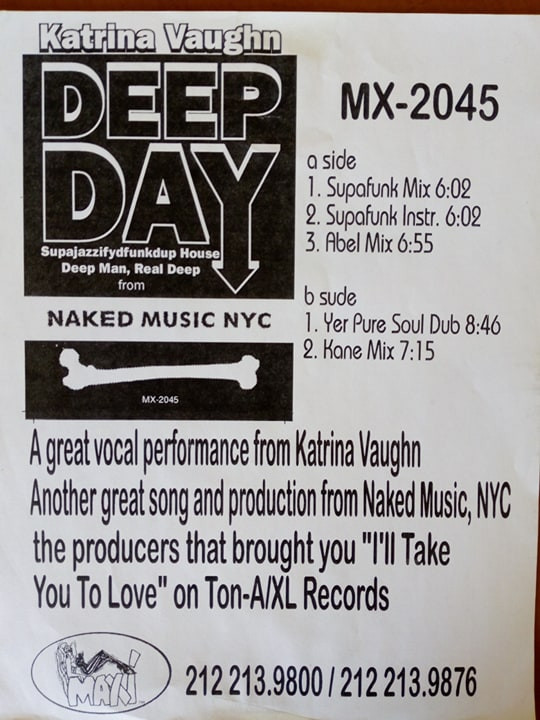 Katrina Vaughn
DEEP
DAY
Supajazzifydfunkdup House
Deep Man, Real Deep
from
NAKED MUSIC NYC
MX-2045
MX-2045
a side
1. Supafunk Mix 6:02
2. Supafunk Instr. 6:02
3. Abel Mix 6:55
b sude
1. Yer Pure Soul Dub 8:46
2. Kane Mix 7:15
A great vocal performance from Katrina Vaughn
Another great song and production from Naked Music, NYC
the producers that brought you "I'll Take
You To Love" on Ton-A/XL Records
MAXI
212 213.9800 / 212 213.9876